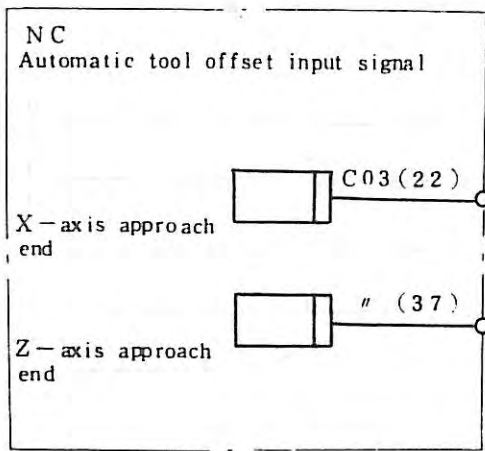 NC
Automatic tool offset input signal
C03(22)
X-axis approach
end
〃 (37)
Z-axis approach
end